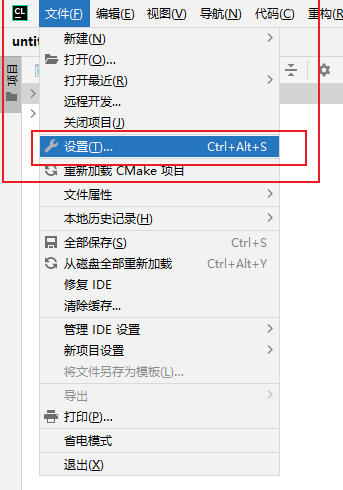 CL 文件(F) 编辑(E) 视图(V) 导航(N) 代码(C) 重构(R
untit
项目
新建(N)
打开(O)...
打开最近(R)
远程开发...
关闭项目(J)
设置(T)... Ctrl+Alt+S
重新加载 CMake 项目
文件属性
本地历史记录(H)
全部保存(S) Ctrl+S
从磁盘全部重新加载 Ctrl+Alt+Y
修复 IDE
清除缓存...
管理 IDE 设置
新项目设置
将文件另存为模板(L)...
导出
打印(P)...
省电模式
退出(X)